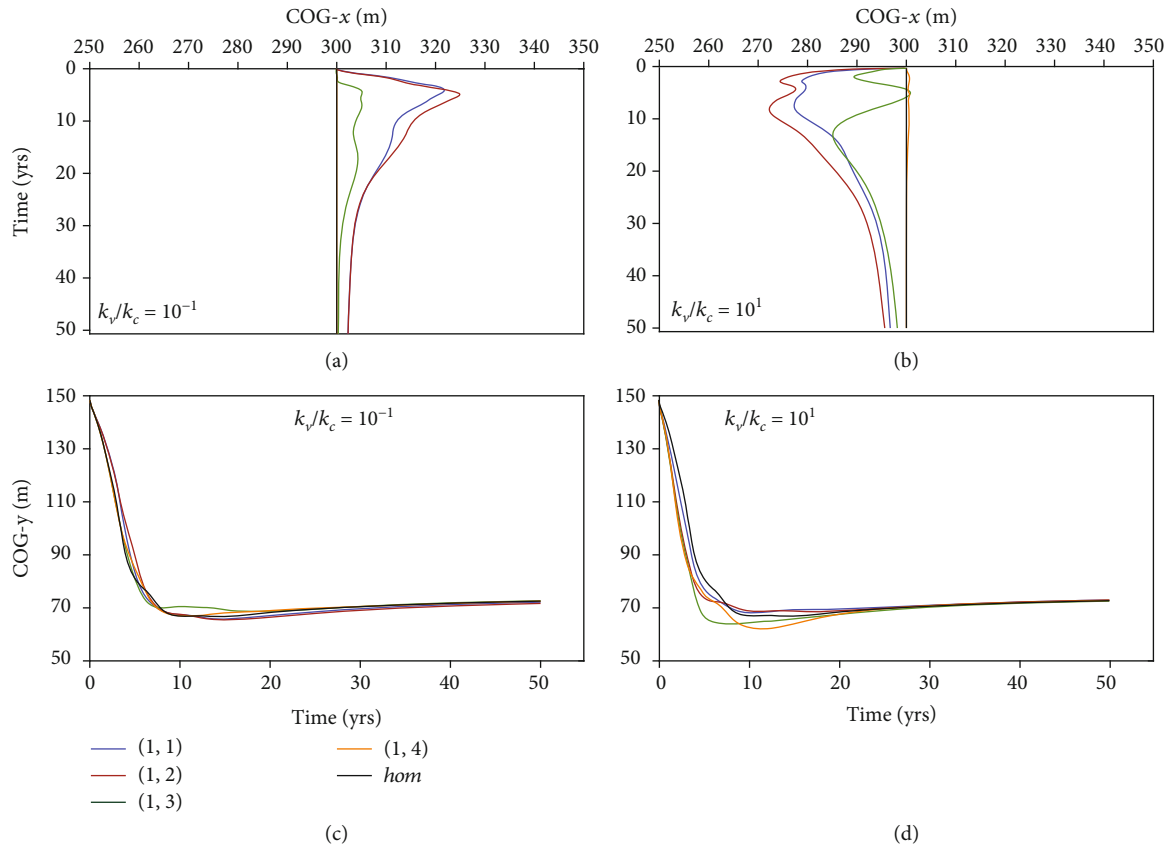 COG-x (m)
250 260 270 280 290 300 310 320 330 340 350
0
10
20
30
40
50
Time (yrs)
k_v/k_c = 10⁻¹
(a)
COG-x (m)
250 260 270 280 290 300 310 320 330 340 350
0
10
20
30
40
50
k_v/k_c = 10¹
(b)
150
130
110
90
70
50
COG-y (m)
k_v/k_c = 10⁻¹
0 10 20 30 40 50
Time (yrs)
150
130
110
90
70
50
k_v/k_c = 10¹
0 10 20 30 40 50
Time (yrs)
(1, 1)
(1, 2)
(1, 3)
(1, 4)
hom
(c)
(d)